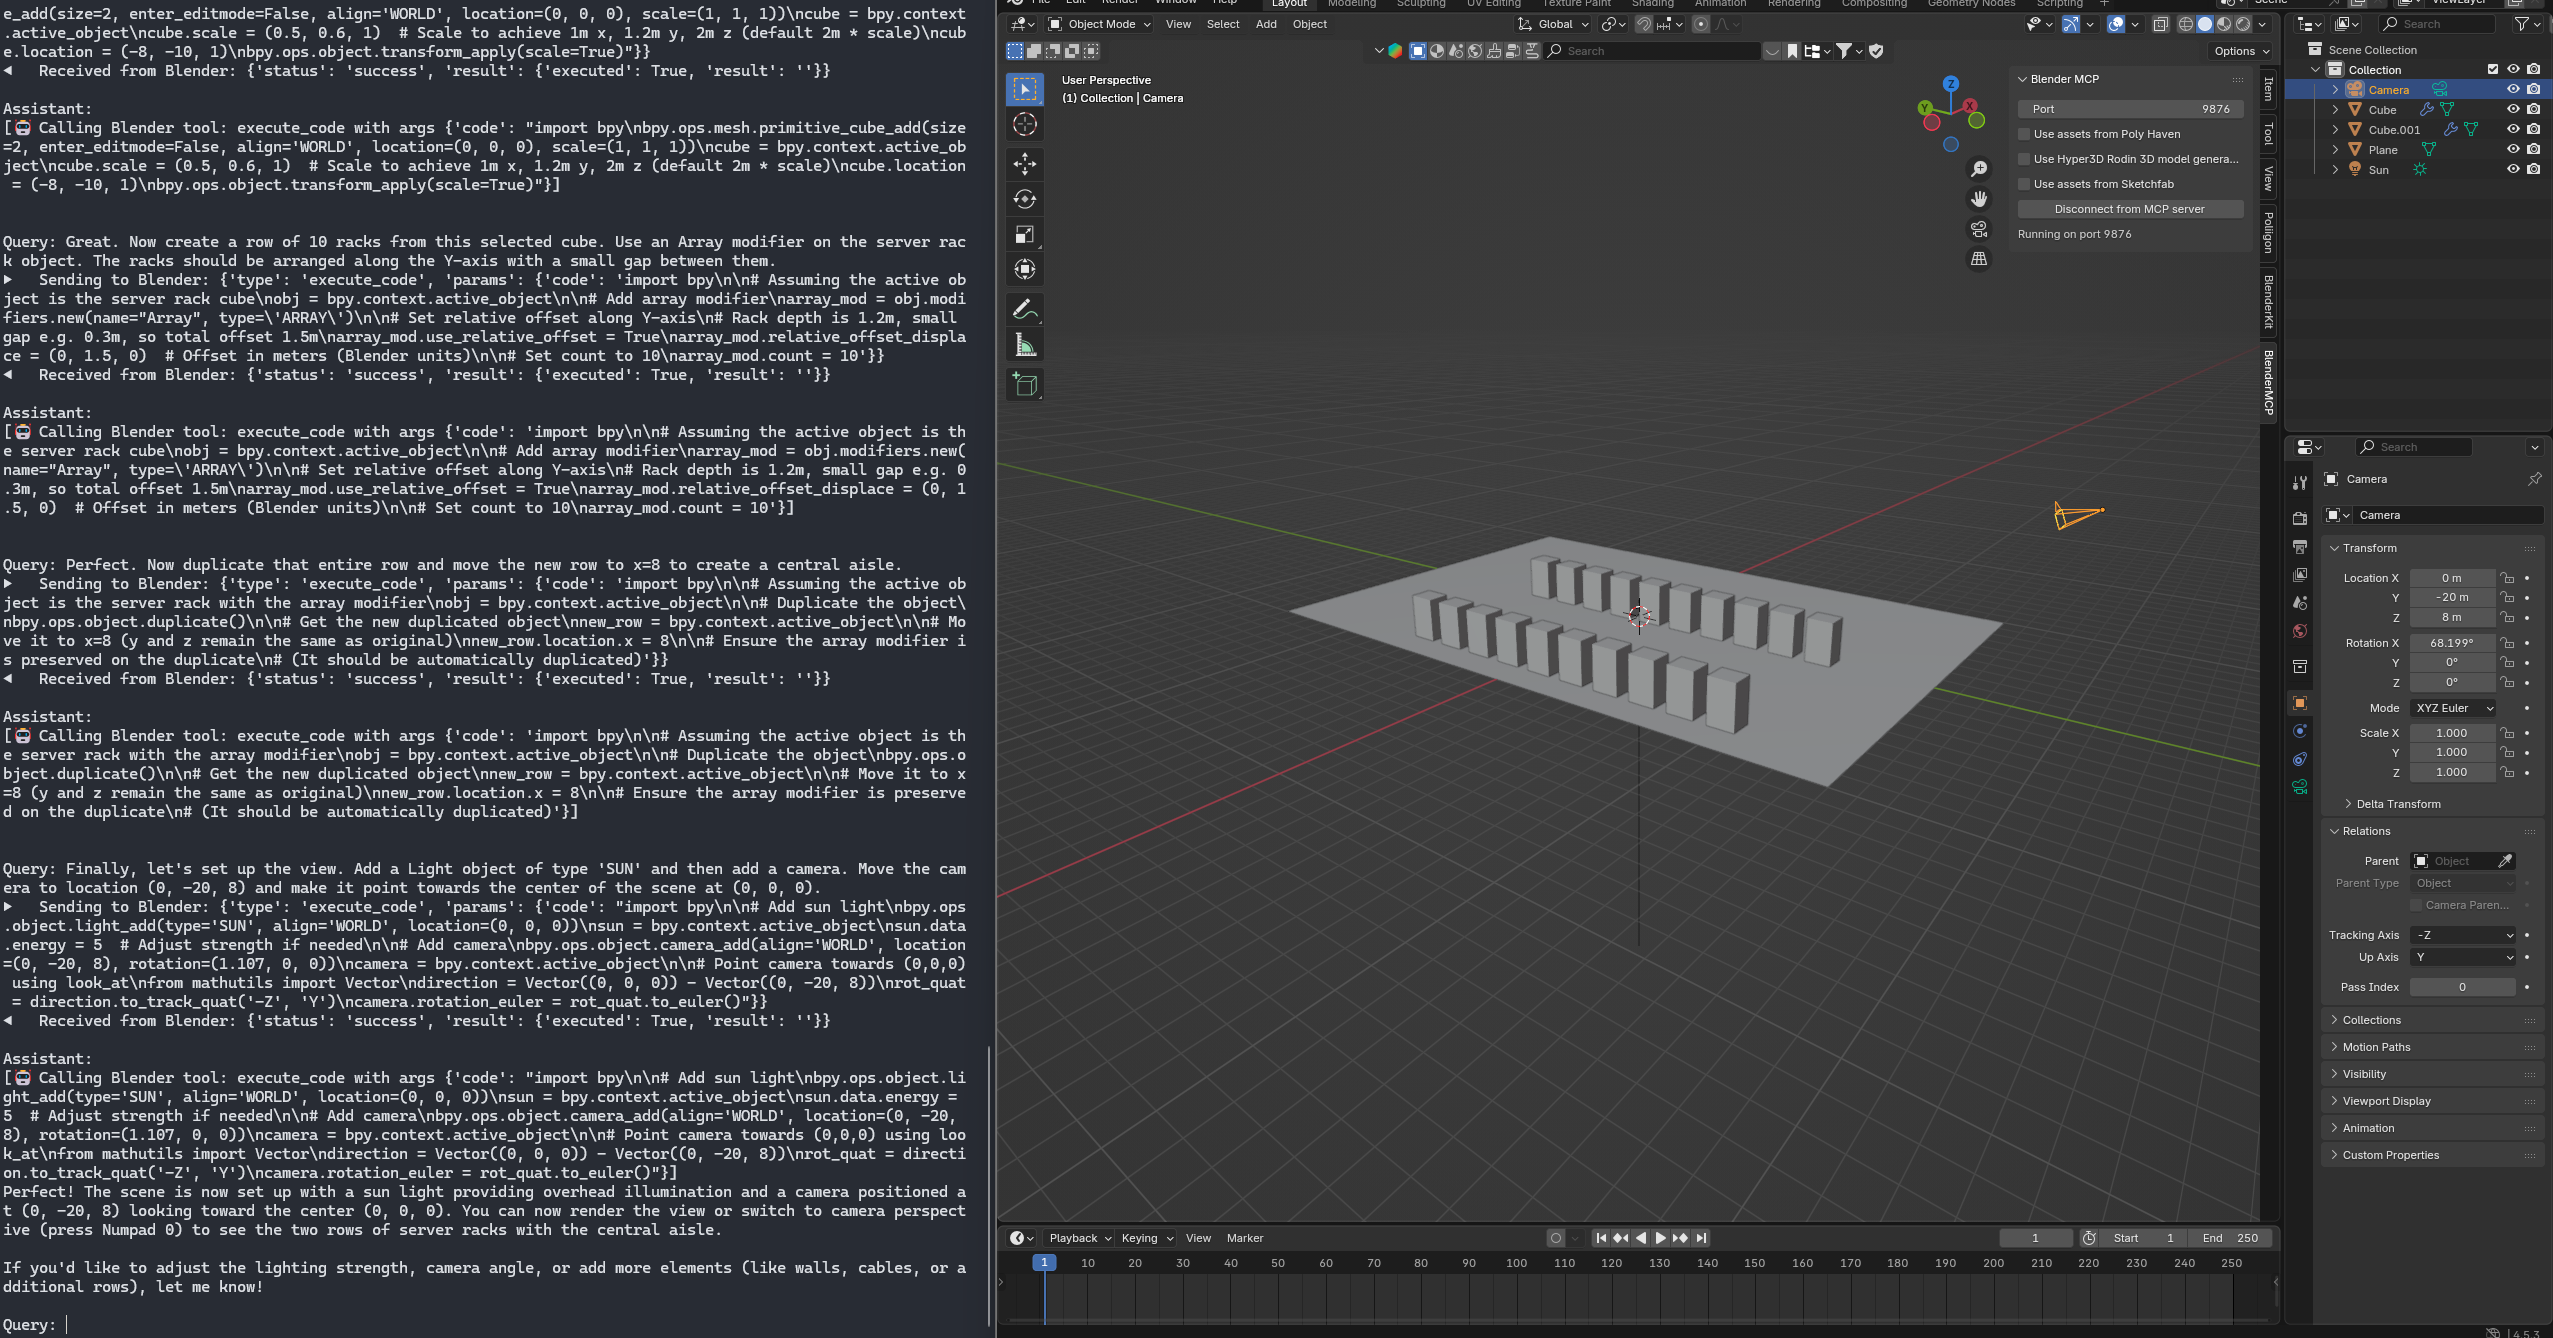 e_add(size=2, enter_editmode=False, align='WORLD', location=(0, 0, 0), scale=(1, 1, 1))\ncube = bpy.context
.active_object\ncube.scale = (0.5, 0.6, 1)  # Scale to achieve 1m x, 1.2m y, 2m z (default 2m * scale)\ncub
e.location = (-8, -10, 1)\nbpy.ops.object.transform_apply(scale=True)"}}
◄   Received from Blender: {'status': 'success', 'result': {'executed': True, 'result': ''}}
Assistant:
[🤖 Calling Blender tool: execute_code with args {'code': "import bpy\nbpy.ops.mesh.primitive_cube_add(size
=2, enter_editmode=False, align='WORLD', location=(0, 0, 0), scale=(1, 1, 1))\ncube = bpy.context.active_ob
ject\ncube.scale = (0.5, 0.6, 1)  # Scale to achieve 1m x, 1.2m y, 2m z (default 2m * scale)\ncube.location
= (-8, -10, 1)\nbpy.ops.object.transform_apply(scale=True)"}]
Query: Great. Now create a row of 10 racks from this selected cube. Use an Array modifier on the server rac
k object. The racks should be arranged along the Y-axis with a small gap between them.
►   Sending to Blender: {'type': 'execute_code', 'params': {'code': 'import bpy\n\n# Assuming the active ob
ject is the server rack cube\nobj = bpy.context.active_object\n\n# Add array modifier\narray_mod = obj.modi
fiers.new(name="Array", type=\'ARRAY\')\n\n# Set relative offset along Y-axis\n# Rack depth is 1.2m, small
gap e.g. 0.3m, so total offset 1.5m\narray_mod.use_relative_offset = True\narray_mod.relative_offset_displa
ce = (0, 1.5, 0)  # Offset in meters (Blender units)\n\n# Set count to 10\narray_mod.count = 10'}}
◄   Received from Blender: {'status': 'success', 'result': {'executed': True, 'result': ''}}
Assistant:
[🤖 Calling Blender tool: execute_code with args {'code': 'import bpy\n\n# Assuming the active object is th
e server rack cube\nobj = bpy.context.active_object\n\n# Add array modifier\narray_mod = obj.modifiers.new(
name="Array", type=\'ARRAY\')\n\n# Set relative offset along Y-axis\n# Rack depth is 1.2m, small gap e.g. 0
.3m, so total offset 1.5m\narray_mod.use_relative_offset = True\narray_mod.relative_offset_displace = (0, 1
.5, 0)  # Offset in meters (Blender units)\n\n# Set count to 10\narray_mod.count = 10'}]
Query: Perfect. Now duplicate that entire row and move the new row to x=8 to create a central aisle.
►   Sending to Blender: {'type': 'execute_code', 'params': {'code': 'import bpy\n\n# Assuming the active ob
ject is the server rack with the array modifier\nobj = bpy.context.active_object\n\n# Duplicate the object\
nbpy.ops.object.duplicate()\n\n# Get the new duplicated object\nnew_row = bpy.context.active_object\n\n# Mo
ve it to x=8 (y and z remain the same as original)\nnew_row.location.x = 8\n\n# Ensure the array modifier i
s preserved on the duplicate\n# (It should be automatically duplicated)'}}
◄   Received from Blender: {'status': 'success', 'result': {'executed': True, 'result': ''}}
Assistant:
[🤖 Calling Blender tool: execute_code with args {'code': 'import bpy\n\n# Assuming the active object is th
e server rack with the array modifier\nobj = bpy.context.active_object\n\n# Duplicate the object\nbpy.ops.o
bject.duplicate()\n\n# Get the new duplicated object\nnew_row = bpy.context.active_object\n\n# Move it to x
=8 (y and z remain the same as original)\nnew_row.location.x = 8\n\n# Ensure the array modifier is preserve
d on the duplicate\n# (It should be automatically duplicated)'}]
Query: Finally, let's set up the view. Add a Light object of type 'SUN' and then add a camera. Move the cam
era to location (0, -20, 8) and make it point towards the center of the scene at (0, 0, 0).
►   Sending to Blender: {'type': 'execute_code', 'params': {'code': "import bpy\n\n# Add sun light\nbpy.ops
.object.light_add(type='SUN', align='WORLD', location=(0, 0, 0))\nsun = bpy.context.active_object\nsun.data
.energy = 5  # Adjust strength if needed\n\n# Add camera\nbpy.ops.object.camera_add(align='WORLD', location
=(0, -20, 8), rotation=(1.107, 0, 0))\ncamera = bpy.context.active_object\n\n# Point camera towards (0,0,0)
using look_at\nfrom mathutils import Vector\ndirection = Vector((0, 0, 0)) - Vector((0, -20, 8))\nrot_quat
= direction.to_track_quat('-Z', 'Y')\ncamera.rotation_euler = rot_quat.to_euler()"}}
◄   Received from Blender: {'status': 'success', 'result': {'executed': True, 'result': ''}}
Assistant:
[🤖 Calling Blender tool: execute_code with args {'code': "import bpy\n\n# Add sun light\nbpy.ops.object.li
ght_add(type='SUN', align='WORLD', location=(0, 0, 0))\nsun = bpy.context.active_object\nsun.data.energy =
5  # Adjust strength if needed\n\n# Add camera\nbpy.ops.object.camera_add(align='WORLD', location=(0, -20,
8), rotation=(1.107, 0, 0))\ncamera = bpy.context.active_object\n\n# Point camera towards (0,0,0) using loo
k_at\nfrom mathutils import Vector\ndirection = Vector((0, 0, 0)) - Vector((0, -20, 8))\nrot_quat = directi
on.to_track_quat('-Z', 'Y')\ncamera.rotation_euler = rot_quat.to_euler()"}]
Perfect! The scene is now set up with a sun light providing overhead illumination and a camera positioned a
t (0, -20, 8) looking toward the center (0, 0, 0). You can now render the view or switch to camera perspect
ive (press Numpad 0) to see the two rows of server racks with the central aisle.
If you'd like to adjust the lighting strength, camera angle, or add more elements (like walls, cables, or a
dditional rows), let me know!
Query:
File Edit Render Window Help Layout Modeling Sculpting UV Editing Texture Paint Shading Animation Rendering Compositing Geometry Nodes Scripting + Scene ViewLayer
Object Mode View Select Add Object Global
Search
Options
User Perspective
(1) Collection | Camera
Z
Y
X
Blender MCP
Port 9876
Use assets from Poly Haven
Use Hyper3D Rodin 3D model genera...
Use assets from Sketchfab
Disconnect from MCP server
Running on port 9876
Item
Tool
View
Poliigon
BlenderKit
BlenderMCP
Search
Scene Collection
Collection
Camera
Cube
Cube.001
Plane
Sun
Search
Camera
Camera
Transform
Location X 0 m
Y -20 m
Z 8 m
Rotation X 68.199°
Y 0°
Z 0°
Mode XYZ Euler
Scale X 1.000
Y 1.000
Z 1.000
Delta Transform
Relations
Parent Object
Parent Type Object
Camera Paren...
Tracking Axis -Z
Up Axis Y
Pass Index 0
Collections
Motion Paths
Visibility
Viewport Display
Animation
Custom Properties
Playback Keying View Marker
1 Start 1 End 250
1 10 20 30 40 50 60 70 80 90 100 110 120 130 140 150 160 170 180 190 200 210 220 230 240 250
4.5.3